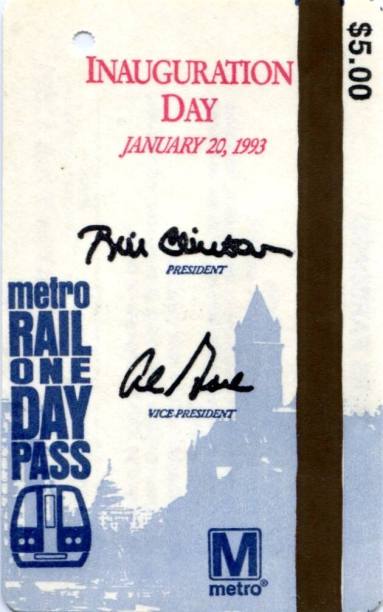 INAUGURATION
DAY
JANUARY 20, 1993
$5.00
Bill Clinton
PRESIDENT
Al Gore
VICE-PRESIDENT
metro
RAIL
ONE
DAY
PASS
M
metro®